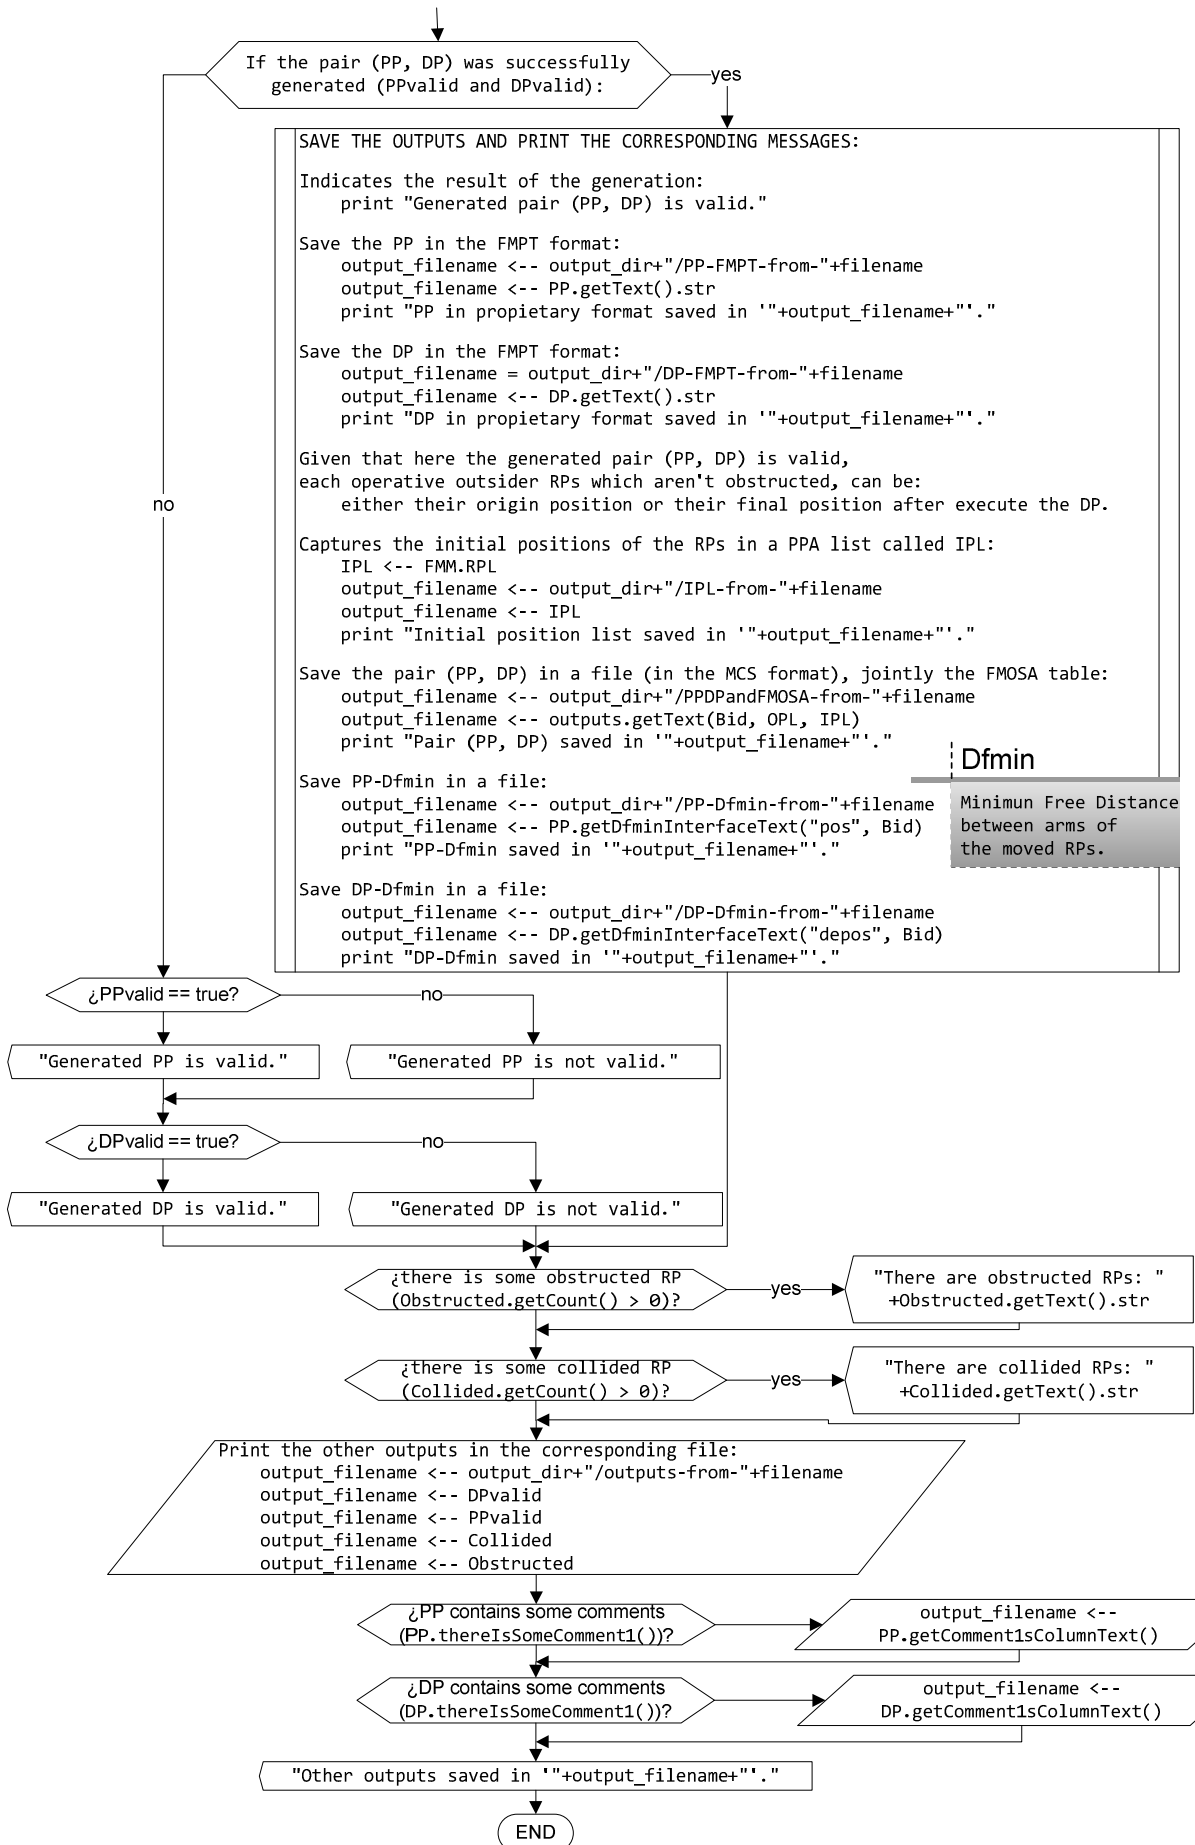 If the pair (PP, DP) was successfully
generated (PPvalid and DPvalid):
yes
SAVE THE OUTPUTS AND PRINT THE CORRESPONDING MESSAGES:
Indicates the result of the generation:
print "Generated pair (PP, DP) is valid."
Save the PP in the FMPT format:
output_filename <-- output_dir+"/PP-FMPT-from-"+filename
output_filename <-- PP.getText().str
print "PP in propietary format saved in '"+output_filename+"'."
Save the DP in the FMPT format:
output_filename = output_dir+"/DP-FMPT-from-"+filename
output_filename <-- DP.getText().str
print "DP in propietary format saved in '"+output_filename+"'."
Given that here the generated pair (PP, DP) is valid,
each operative outsider RPs which aren't obstructed, can be:
either their origin position or their final position after execute the DP.
no
Captures the initial positions of the RPs in a PPA list called IPL:
IPL <-- FMM.RPL
output_filename <-- output_dir+"/IPL-from-"+filename
output_filename <-- IPL
print "Initial position list saved in '"+output_filename+"'."
Save the pair (PP, DP) in a file (in the MCS format), jointly the FMOSA table:
output_filename <-- output_dir+"/PPDPandFMOSA-from-"+filename
output_filename <-- outputs.getText(Bid, OPL, IPL)
print "Pair (PP, DP) saved in '"+output_filename+"'."
Dfmin
Minimun Free Distance
between arms of
the moved RPs.
Save PP-Dfmin in a file:
output_filename <-- output_dir+"/PP-Dfmin-from-"+filename
output_filename <-- PP.getDfminInterfaceText("pos", Bid)
print "PP-Dfmin saved in '"+output_filename+"'."
Save DP-Dfmin in a file:
output_filename <-- output_dir+"/DP-Dfmin-from-"+filename
output_filename <-- DP.getDfminInterfaceText("depos", Bid)
print "DP-Dfmin saved in '"+output_filename+"'."
¿PPvalid == true?
no
"Generated PP is valid."
"Generated PP is not valid."
¿DPvalid == true?
no
"Generated DP is valid."
"Generated DP is not valid."
¿there is some obstructed RP
(Obstructed.getCount() > 0)?
yes
"There are obstructed RPs: "
+Obstructed.getText().str
¿there is some collided RP
(Collided.getCount() > 0)?
yes
"There are collided RPs: "
+Collided.getText().str
Print the other outputs in the corresponding file:
output_filename <-- output_dir+"/outputs-from-"+filename
output_filename <-- DPvalid
output_filename <-- PPvalid
output_filename <-- Collided
output_filename <-- Obstructed
¿PP contains some comments
(PP.thereIsSomeComment1())?
output_filename <--
PP.getComment1sColumnText()
¿DP contains some comments
(DP.thereIsSomeComment1())?
output_filename <--
DP.getComment1sColumnText()
"Other outputs saved in '"+output_filename+"'."
END